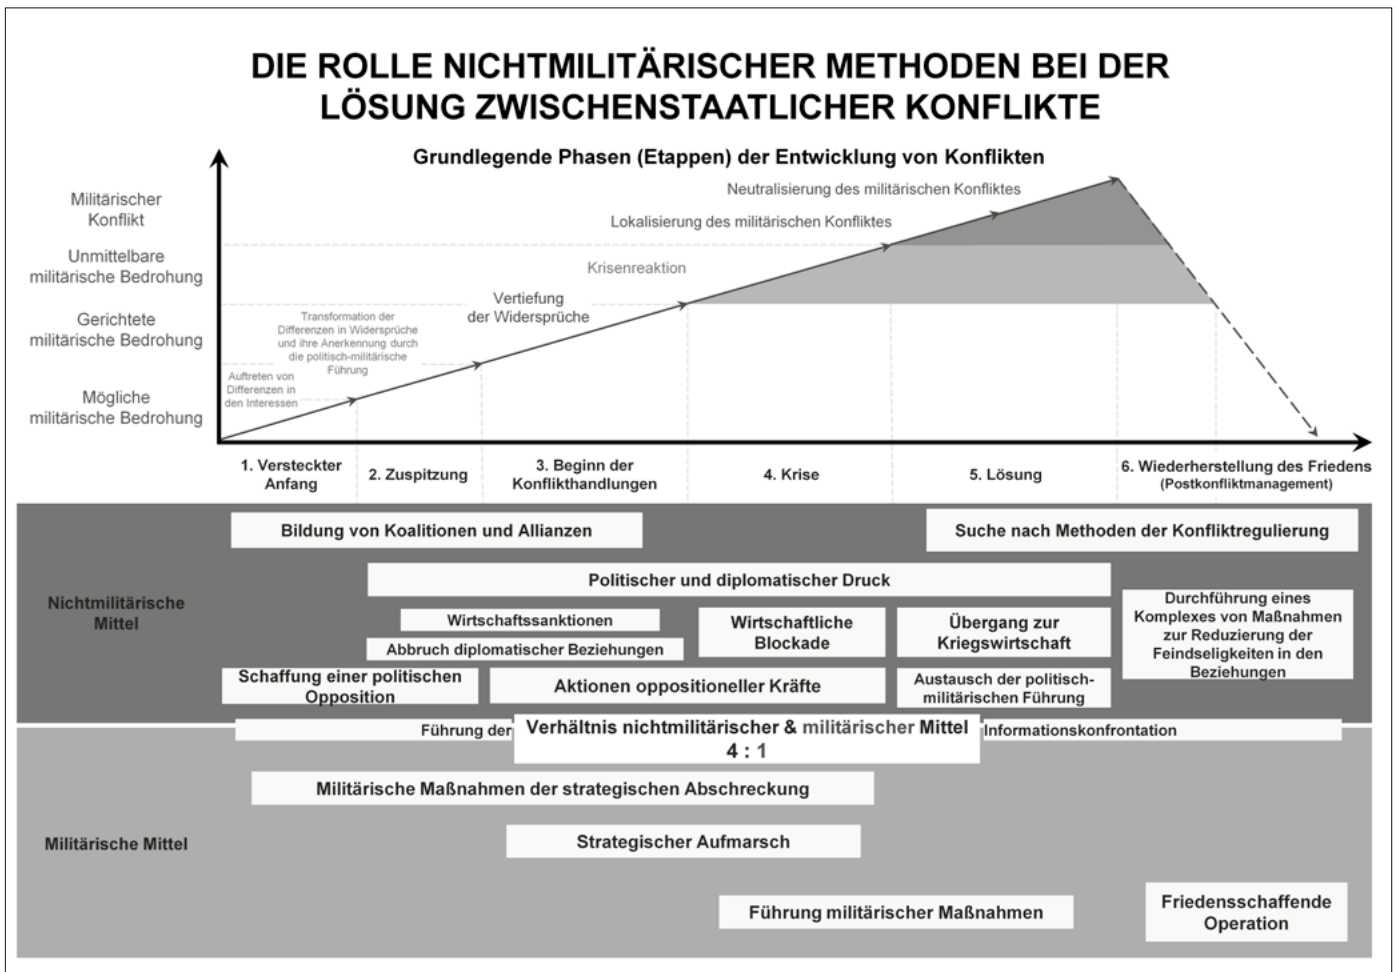 DIE ROLLE NICHTMILITÄRISCHER METHODEN BEI DER
LÖSUNG ZWISCHENSTAATLICHER KONFLIKTE
Grundlegende Phasen (Etappen) der Entwicklung von Konflikten
Militärischer
Konflikt
Unmittelbare
militärische Bedrohung
Gerichtete
militärische Bedrohung
Mögliche
militärische Bedrohung
Neutralisierung des militärischen Konfliktes
Lokalisierung des militärischen Konfliktes
Krisenreaktion
Vertiefung
der Widersprüche
Transformation der
Differenzen in Widersprüche
und ihre Anerkennung durch
die politisch-militärische
Führung
Auftreten von
Differenzen in
den Interessen
1. Versteckter
Anfang
2. Zuspitzung
3. Beginn der
Konflikthandlungen
4. Krise
5. Lösung
6. Wiederherstellung des Friedens
(Postkonfliktmanagement)
Nichtmilitärische
Mittel
Bildung von Koalitionen und Allianzen
Suche nach Methoden der Konfliktregulierung
Politischer und diplomatischer Druck
Wirtschaftssanktionen
Abbruch diplomatischer Beziehungen
Wirtschaftliche
Blockade
Übergang zur
Kriegswirtschaft
Durchführung eines
Komplexes von Maßnahmen
zur Reduzierung der
Feindseligkeiten in den
Beziehungen
Schaffung einer politischen
Opposition
Aktionen oppositioneller Kräfte
Austausch der politisch-
militärischen Führung
Führung der
Verhältnis nichtmilitärischer & militärischer Mittel
4 : 1
Informationskonfrontation
Militärische Mittel
Militärische Maßnahmen der strategischen Abschreckung
Strategischer Aufmarsch
Führung militärischer Maßnahmen
Friedensschaffende
Operation